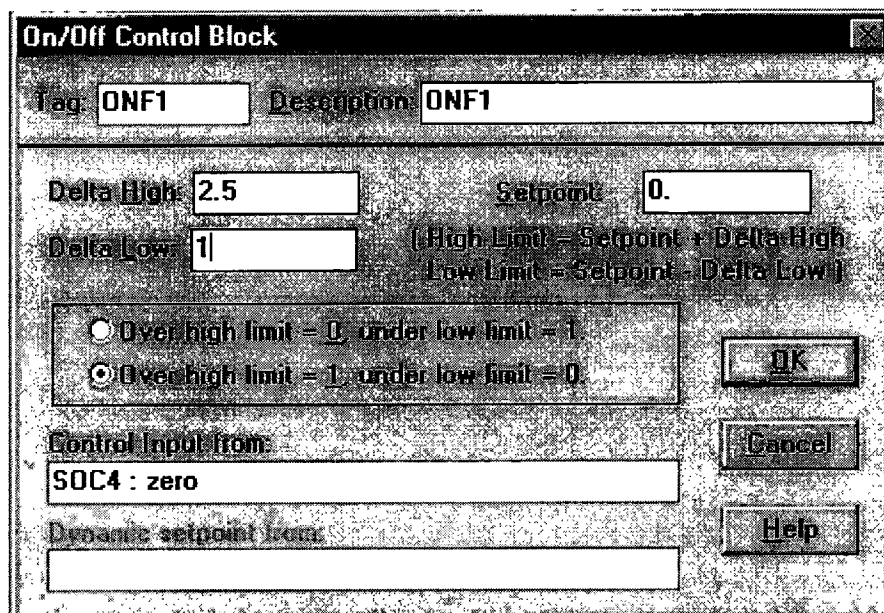 On/Off Control Block
Tag: ONF1 Description: ONF1
Delta High: 2.5 Setpoint: 0.
Delta Low: 1 ( High Limit = Setpoint + Delta High
Low Limit = Setpoint - Delta Low )
Over high limit = 0, under low limit = 1.
Over high limit = 1, under low limit = 0.
OK
Control Input from: Cancel
SOC4 : zero
Dynamic setpoint from: Help